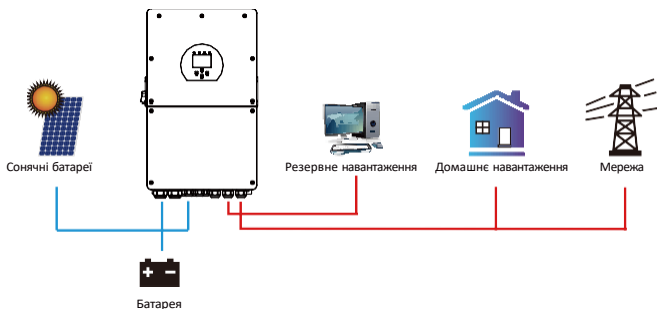 Сонячні батареї
Резервне навантаження
Домашнє навантаження
Мережа
Батарея